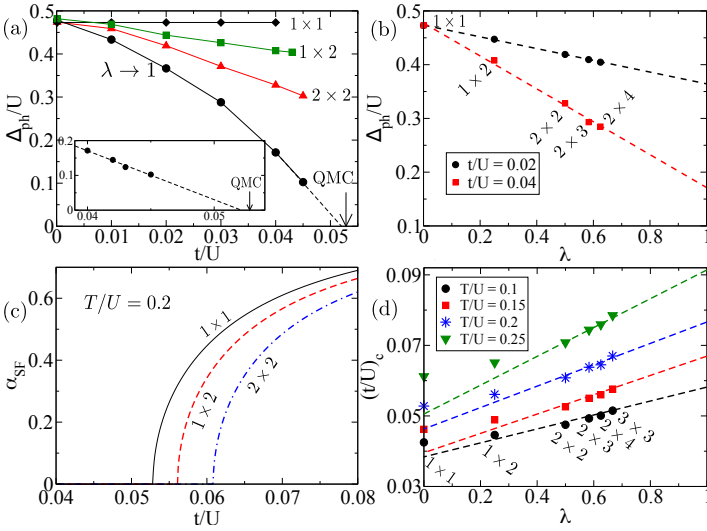 (a)
0.5
0.4
0.3
0.2
0.1
0
Δph/U
1 × 1
1 × 2
2 × 2
λ → 1
0.2
0.1
0
0.04
0.05
QMC
QMC
0 0.01 0.02 0.03 0.04 0.05
t/U
(b)
0.5
0.4
0.3
0.2
0.1
Δph/U
1 × 1
1 × 2
2 × 2
2 × 3
2 × 4
t/U = 0.02
t/U = 0.04
0 0.2 0.4 0.6 0.8 1
λ
(c)
0.6
0.4
0.2
0
αSF
T/U = 0.2
1 × 1
1 × 2
2 × 2
0.04 0.05 0.06 0.07 0.08
t/U
(d)
0.09
0.07
0.05
0.03
(t/U)c
T/U = 0.1
T/U = 0.15
T/U = 0.2
T/U = 0.25
1 × 1
1 × 2
2 × 2
2 × 3
2 × 4
3 × 3
0 0.2 0.4 0.6 0.8 1
λ